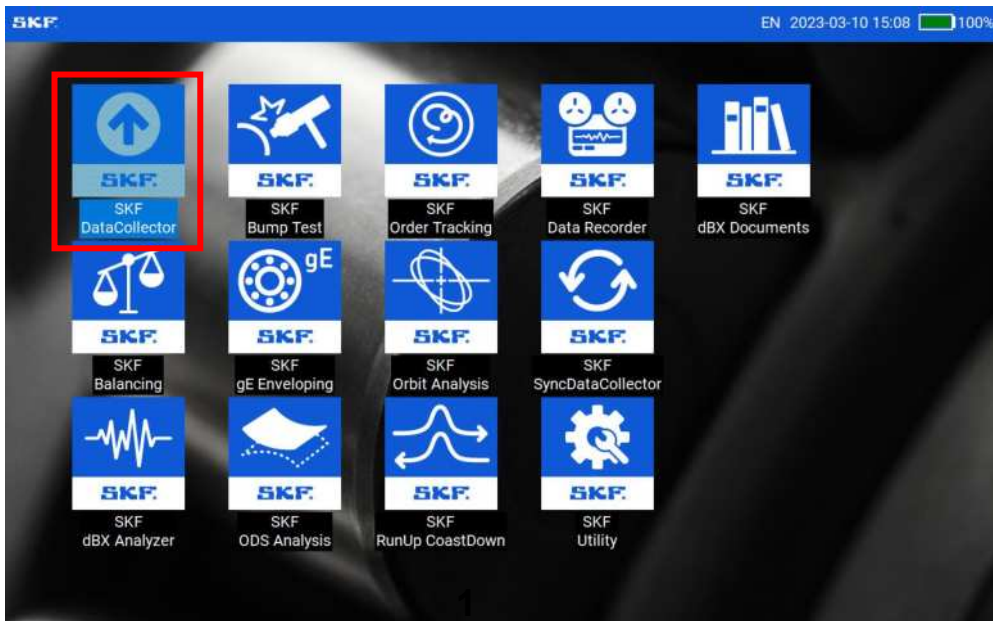 SKF.
EN 2023-03-10 15:08 100%
SKF.
SKF
DataCollector
SKF.
SKF
Bump Test
SKF.
SKF
Order Tracking
SKF.
SKF
Data Recorder
SKF.
SKF
dBX Documents
SKF.
SKF
Balancing
gE
SKF.
SKF
gE Enveloping
SKF.
SKF
Orbit Analysis
SKF.
SKF
SyncDataCollector
SKF.
SKF
dBX Analyzer
SKF.
SKF
ODS Analysis
SKF.
SKF
RunUp CoastDown
SKF.
SKF
Utility
1